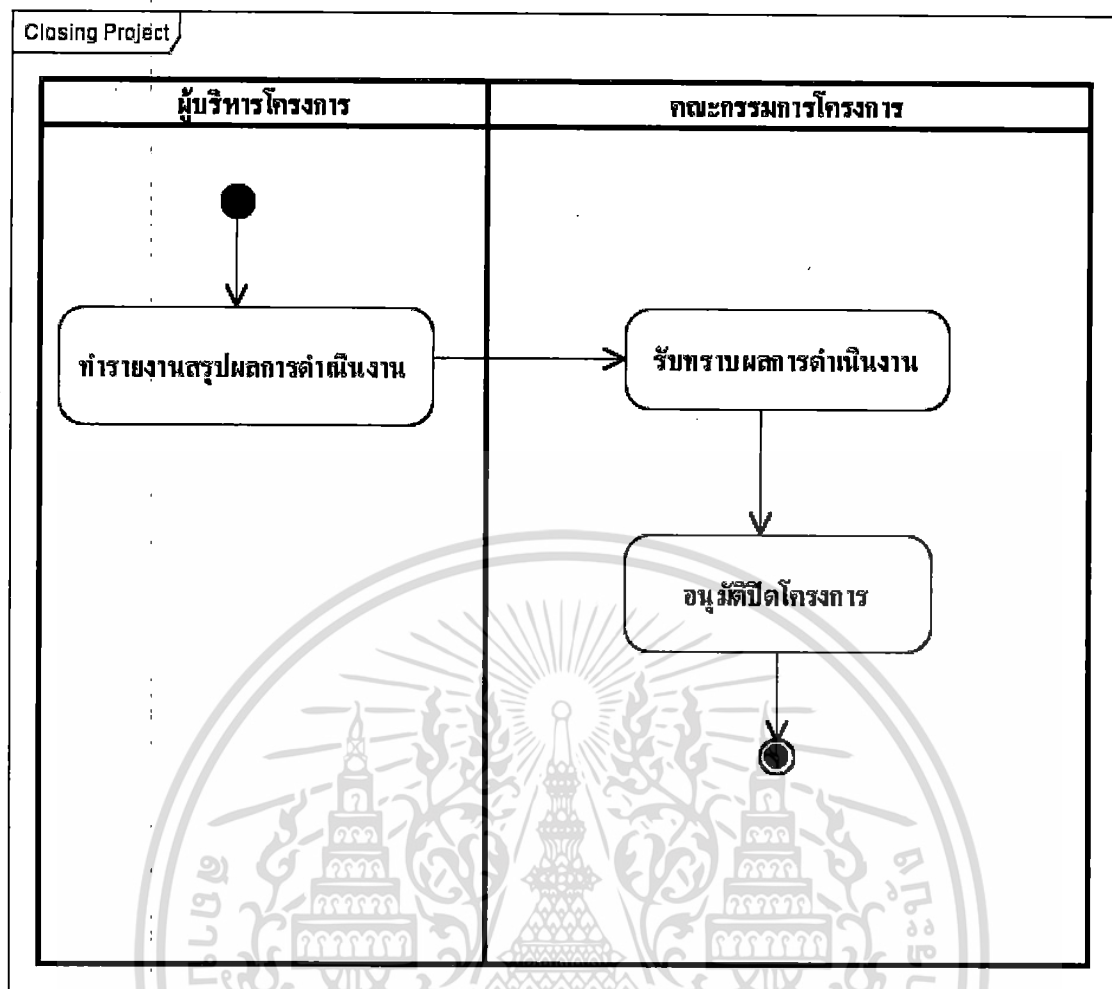 Closing Project
ผู้บริหารโครงการ
คณะกรรมการโครงการ
ทำรายงานสรุปผลการดำเนินงาน
รับทราบผลการดำเนินงาน
อนุมัติปิดโครงการ